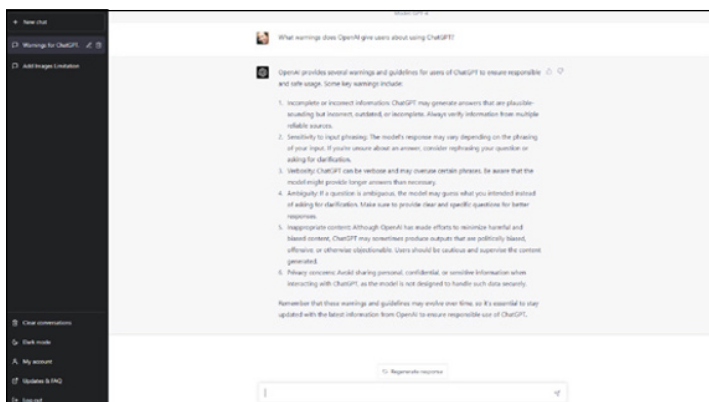 Model: GPT-4
+ New chat
Warnings for ChatGPT.
Add Images Limitation
Clear conversations
Dark mode
My account
Updates & FAQ
Log out
What warnings does OpenAI give users about using ChatGPT?
OpenAI provides several warnings and guidelines for users of ChatGPT to ensure responsible
and safe usage. Some key warnings include:
1. Incomplete or incorrect information: ChatGPT may generate answers that are plausible-
sounding but incorrect, outdated, or incomplete. Always verify information from multiple
reliable sources.
2. Sensitivity to input phrasing: The model's response may vary depending on the phrasing
of your input. If you're unsure about an answer, consider rephrasing your question or
asking for clarification.
3. Verbosity: ChatGPT can be verbose and may overuse certain phrases. Be aware that the
model might provide longer answers than necessary.
4. Ambiguity: If a question is ambiguous, the model may guess what you intended instead
of asking for clarification. Make sure to provide clear and specific questions for better
responses.
5. Inappropriate content: Although OpenAI has made efforts to minimize harmful and
biased content, ChatGPT may sometimes produce outputs that are politically biased,
offensive, or otherwise objectionable. Users should be cautious and supervise the content
generated.
6. Privacy concerns: Avoid sharing personal, confidential, or sensitive information when
interacting with ChatGPT, as the model is not designed to handle such data securely.
Remember that these warnings and guidelines may evolve over time, so it's essential to stay
updated with the latest information from OpenAI to ensure responsible use of ChatGPT.
Regenerate response